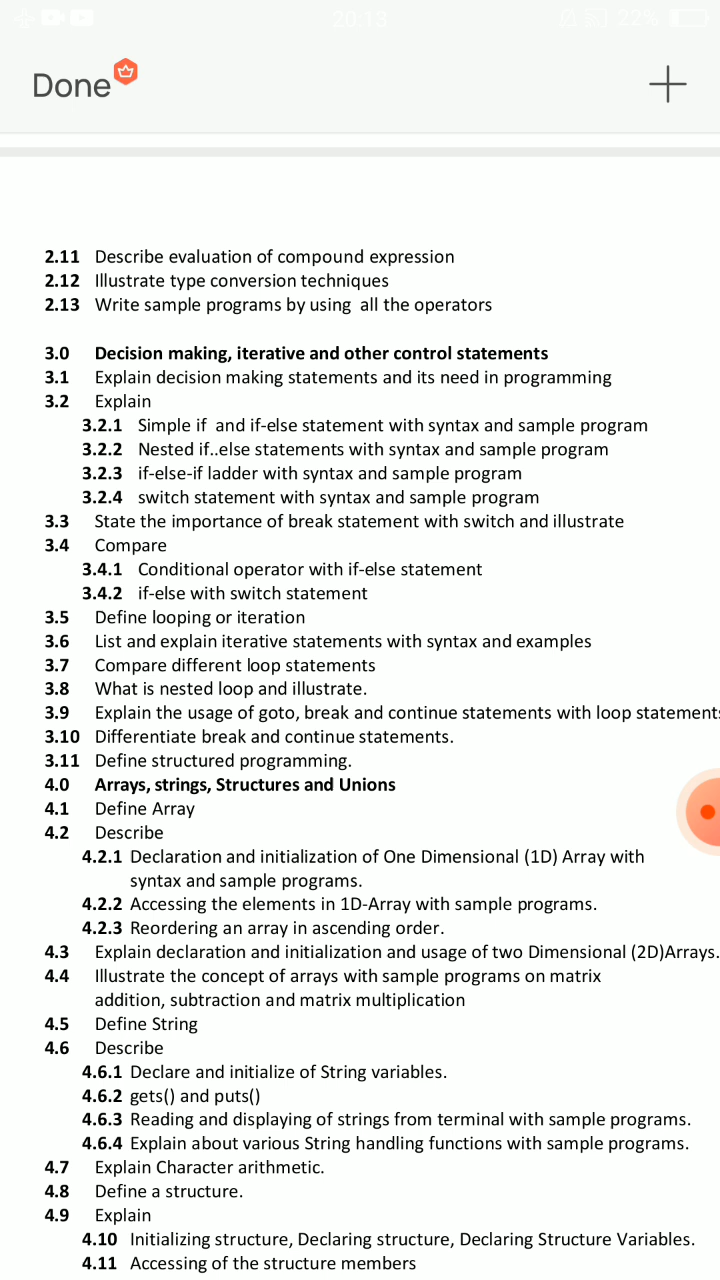 20:13
22%
Done
2.11 Describe evaluation of compound expression
2.12 Illustrate type conversion techniques
2.13 Write sample programs by using all the operators
3.0 Decision making, iterative and other control statements
3.1 Explain decision making statements and its need in programming
3.2 Explain
3.2.1 Simple if and if-else statement with syntax and sample program
3.2.2 Nested if..else statements with syntax and sample program
3.2.3 if-else-if ladder with syntax and sample program
3.2.4 switch statement with syntax and sample program
3.3 State the importance of break statement with switch and illustrate
3.4 Compare
3.4.1 Conditional operator with if-else statement
3.4.2 if-else with switch statement
3.5 Define looping or iteration
3.6 List and explain iterative statements with syntax and examples
3.7 Compare different loop statements
3.8 What is nested loop and illustrate.
3.9 Explain the usage of goto, break and continue statements with loop statements
3.10 Differentiate break and continue statements.
3.11 Define structured programming.
4.0 Arrays, strings, Structures and Unions
4.1 Define Array
4.2 Describe
4.2.1 Declaration and initialization of One Dimensional (1D) Array with
syntax and sample programs.
4.2.2 Accessing the elements in 1D-Array with sample programs.
4.2.3 Reordering an array in ascending order.
4.3 Explain declaration and initialization and usage of two Dimensional (2D)Arrays.
4.4 Illustrate the concept of arrays with sample programs on matrix
addition, subtraction and matrix multiplication
4.5 Define String
4.6 Describe
4.6.1 Declare and initialize of String variables.
4.6.2 gets() and puts()
4.6.3 Reading and displaying of strings from terminal with sample programs.
4.6.4 Explain about various String handling functions with sample programs.
4.7 Explain Character arithmetic.
4.8 Define a structure.
4.9 Explain
4.10 Initializing structure, Declaring structure, Declaring Structure Variables.
4.11 Accessing of the structure members